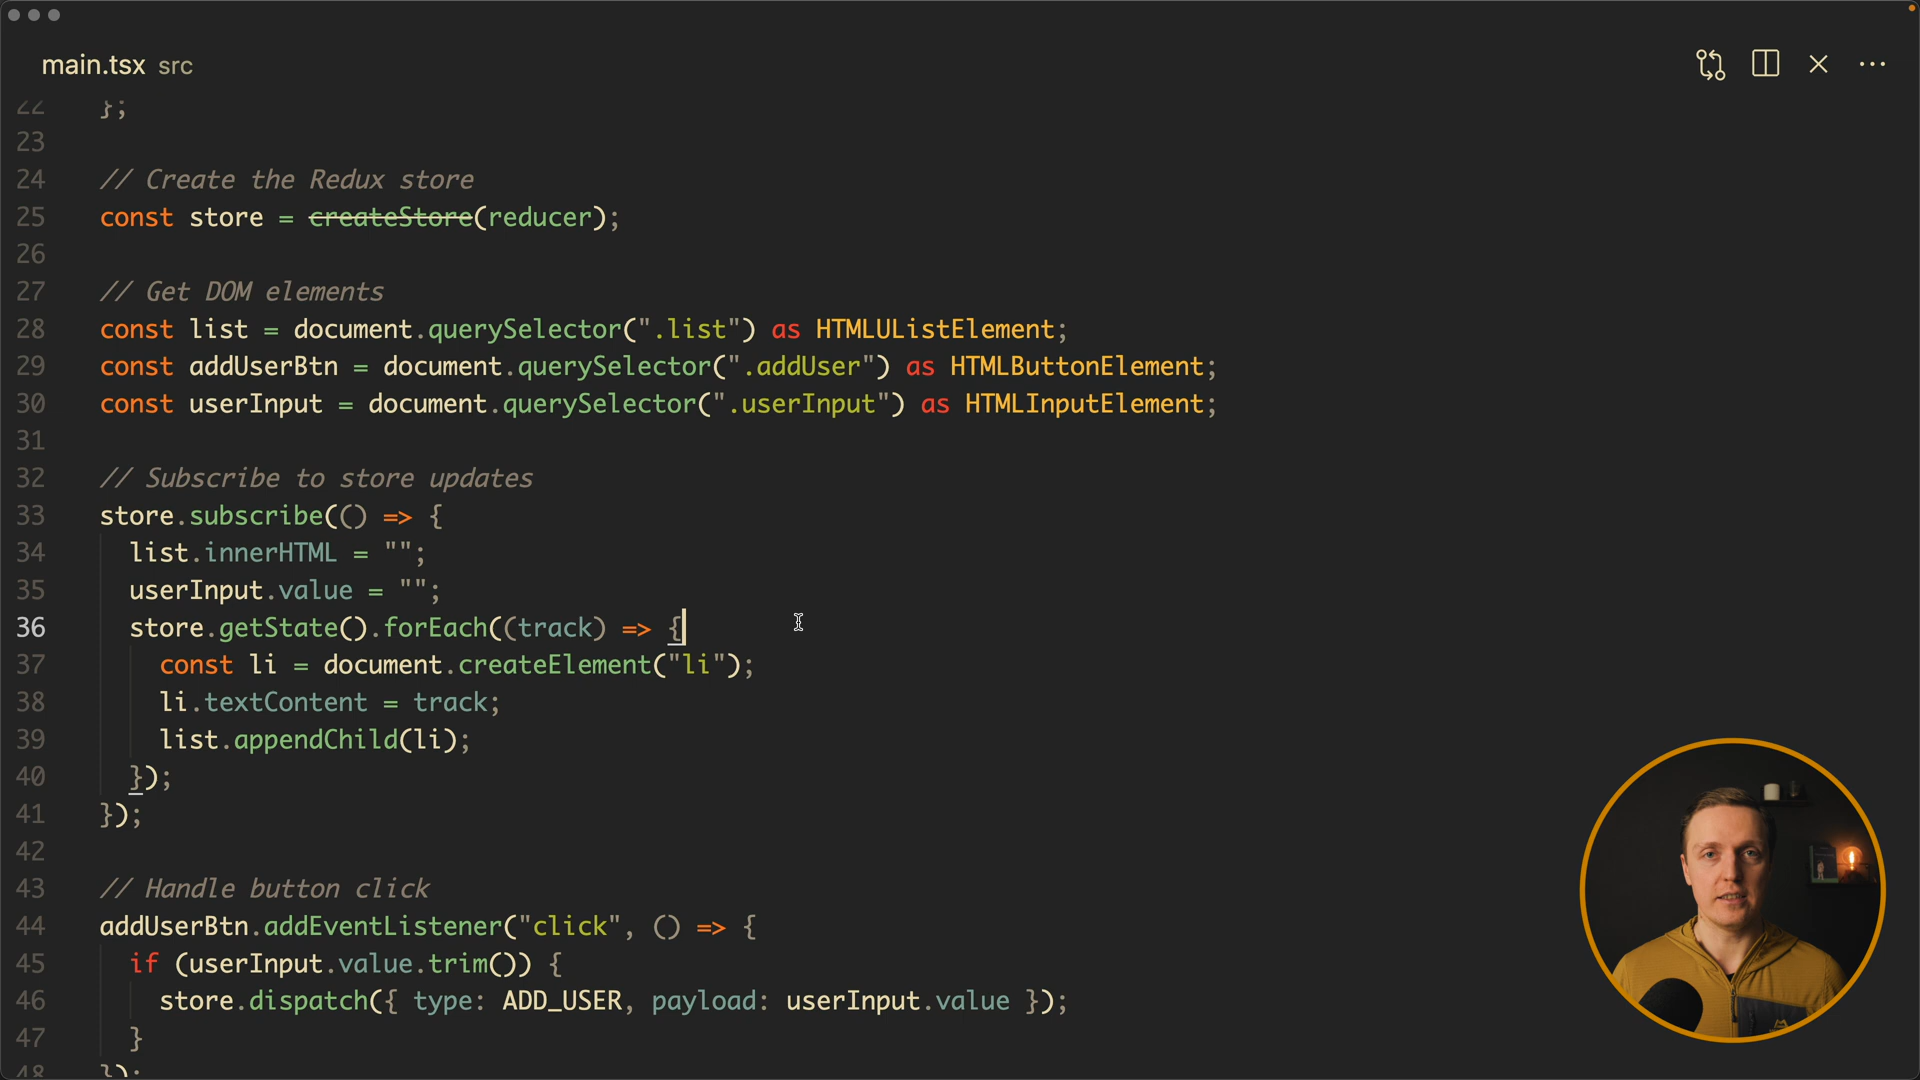 main.tsx src
22 };
23
24 // Create the Redux store
25 const store = createStore(reducer);
26
27 // Get DOM elements
28 const list = document.querySelector(".list") as HTMLUListElement;
29 const addUserBtn = document.querySelector(".addUser") as HTMLButtonElement;
30 const userInput = document.querySelector(".userInput") as HTMLInputElement;
31
32 // Subscribe to store updates
33 store.subscribe(() => {
34 list.innerHTML = "";
35 userInput.value = "";
36 store.getState().forEach((track) => {
37 const li = document.createElement("li");
38 li.textContent = track;
39 list.appendChild(li);
40 });
41 });
42
43 // Handle button click
44 addUserBtn.addEventListener("click", () => {
45 if (userInput.value.trim()) {
46 store.dispatch({ type: ADD_USER, payload: userInput.value });
47 }
48 });